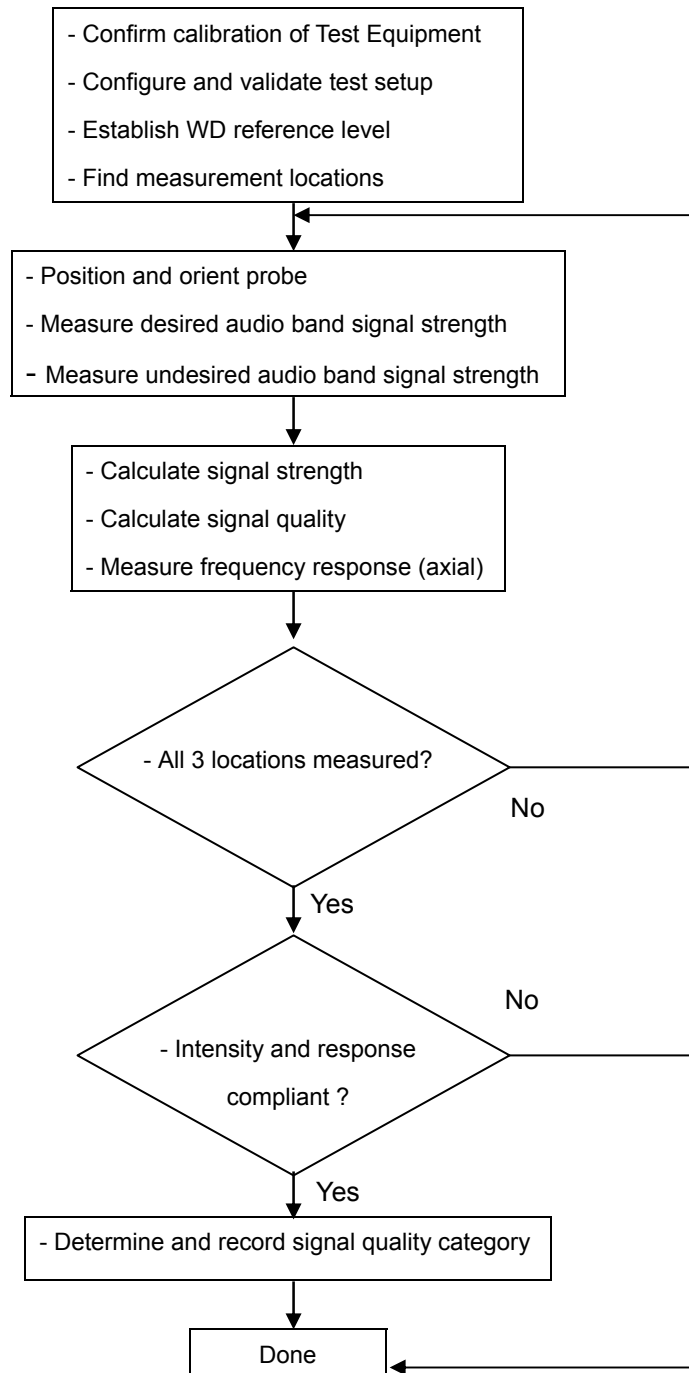 - Confirm calibration of Test Equipment
- Configure and validate test setup
- Establish WD reference level
- Find measurement locations
- Position and orient probe
- Measure desired audio band signal strength
- Measure undesired audio band signal strength
- Calculate signal strength
- Calculate signal quality
- Measure frequency response (axial)
- All 3 locations measured?
No
Yes
No
- Intensity and response
compliant ?
Yes
- Determine and record signal quality category
Done